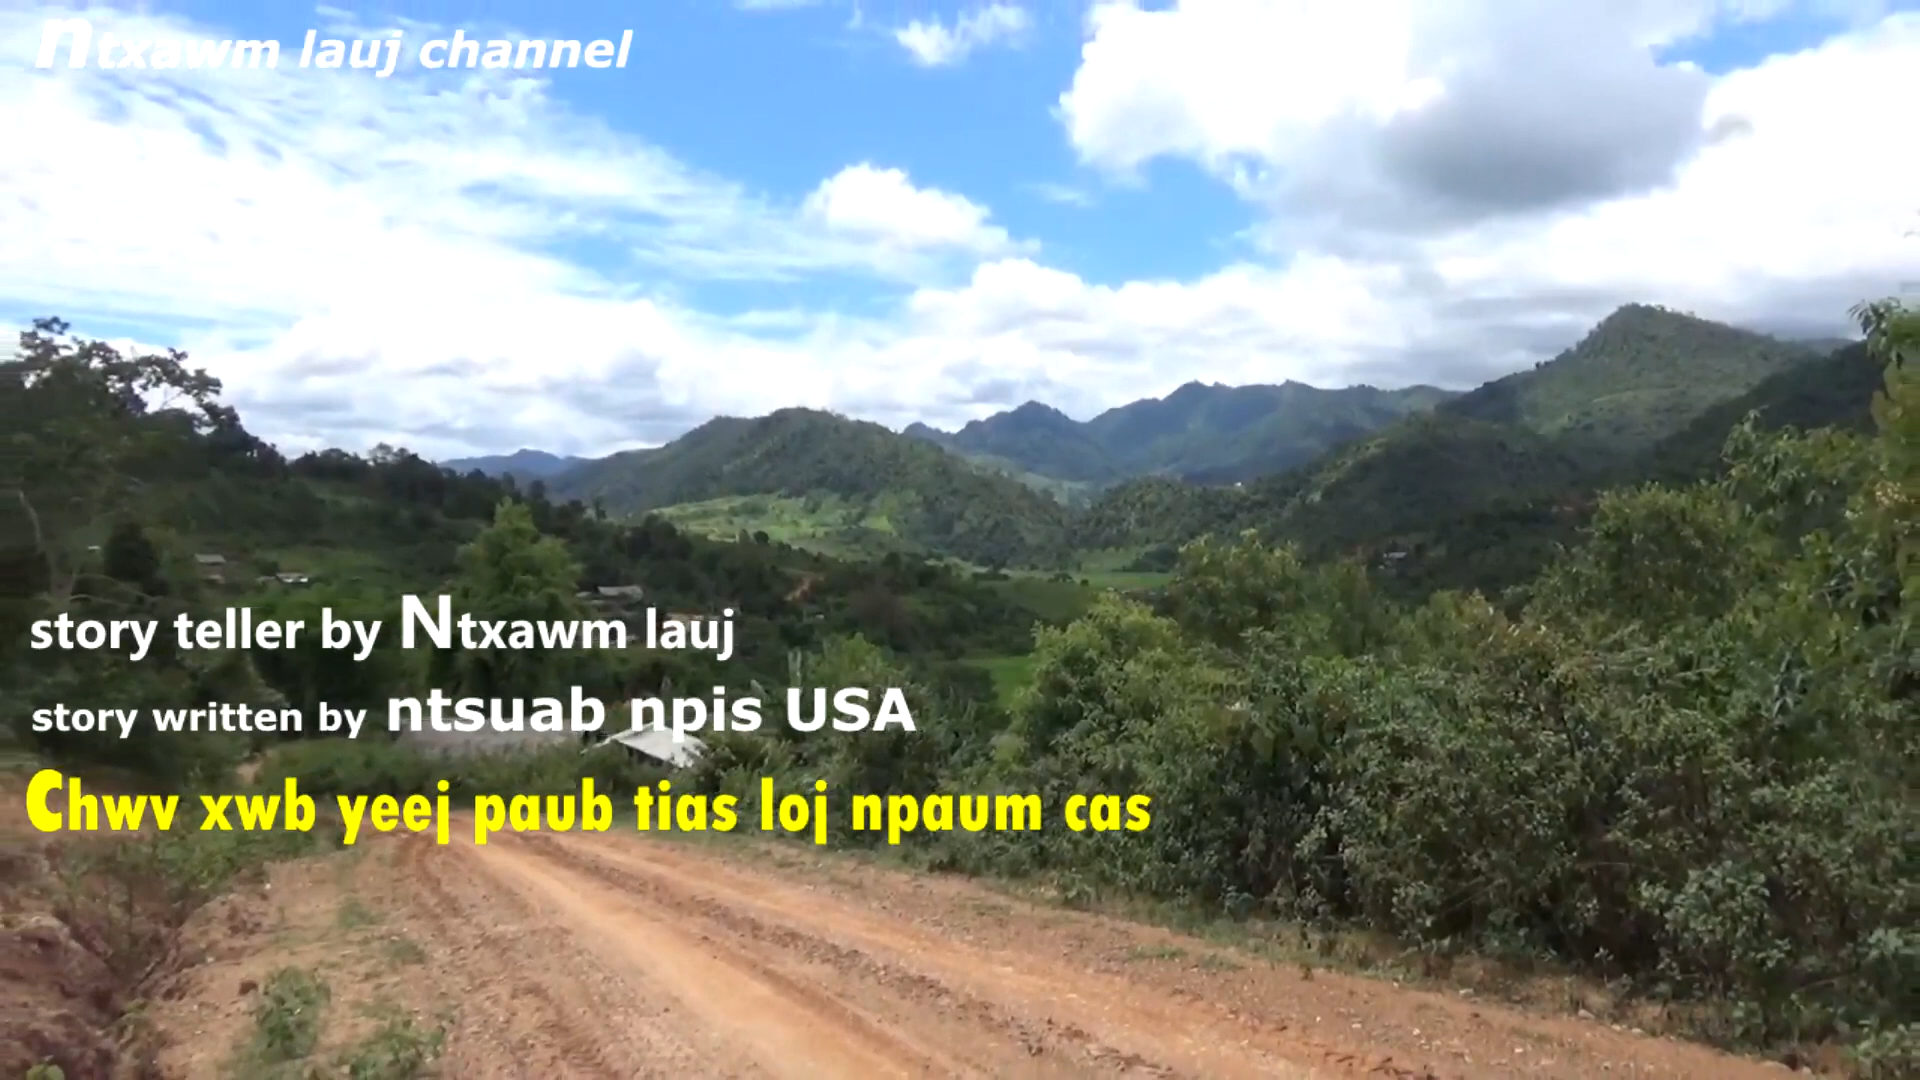 ntxawm lauj channel
story teller by Ntxawm lauj
story written by ntsuab npis USA
Chwv xwb yeej paub tias loj npaum cas